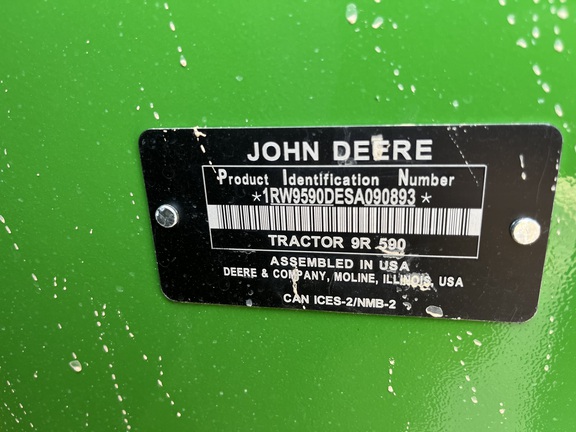 JOHN DEERE
Product Identification Number
*1RW9590DESA090893*
TRACTOR 9R 590
ASSEMBLED IN USA
DEERE & COMPANY, MOLINE, ILLINOIS, USA
CAN ICES-2/NMB-2